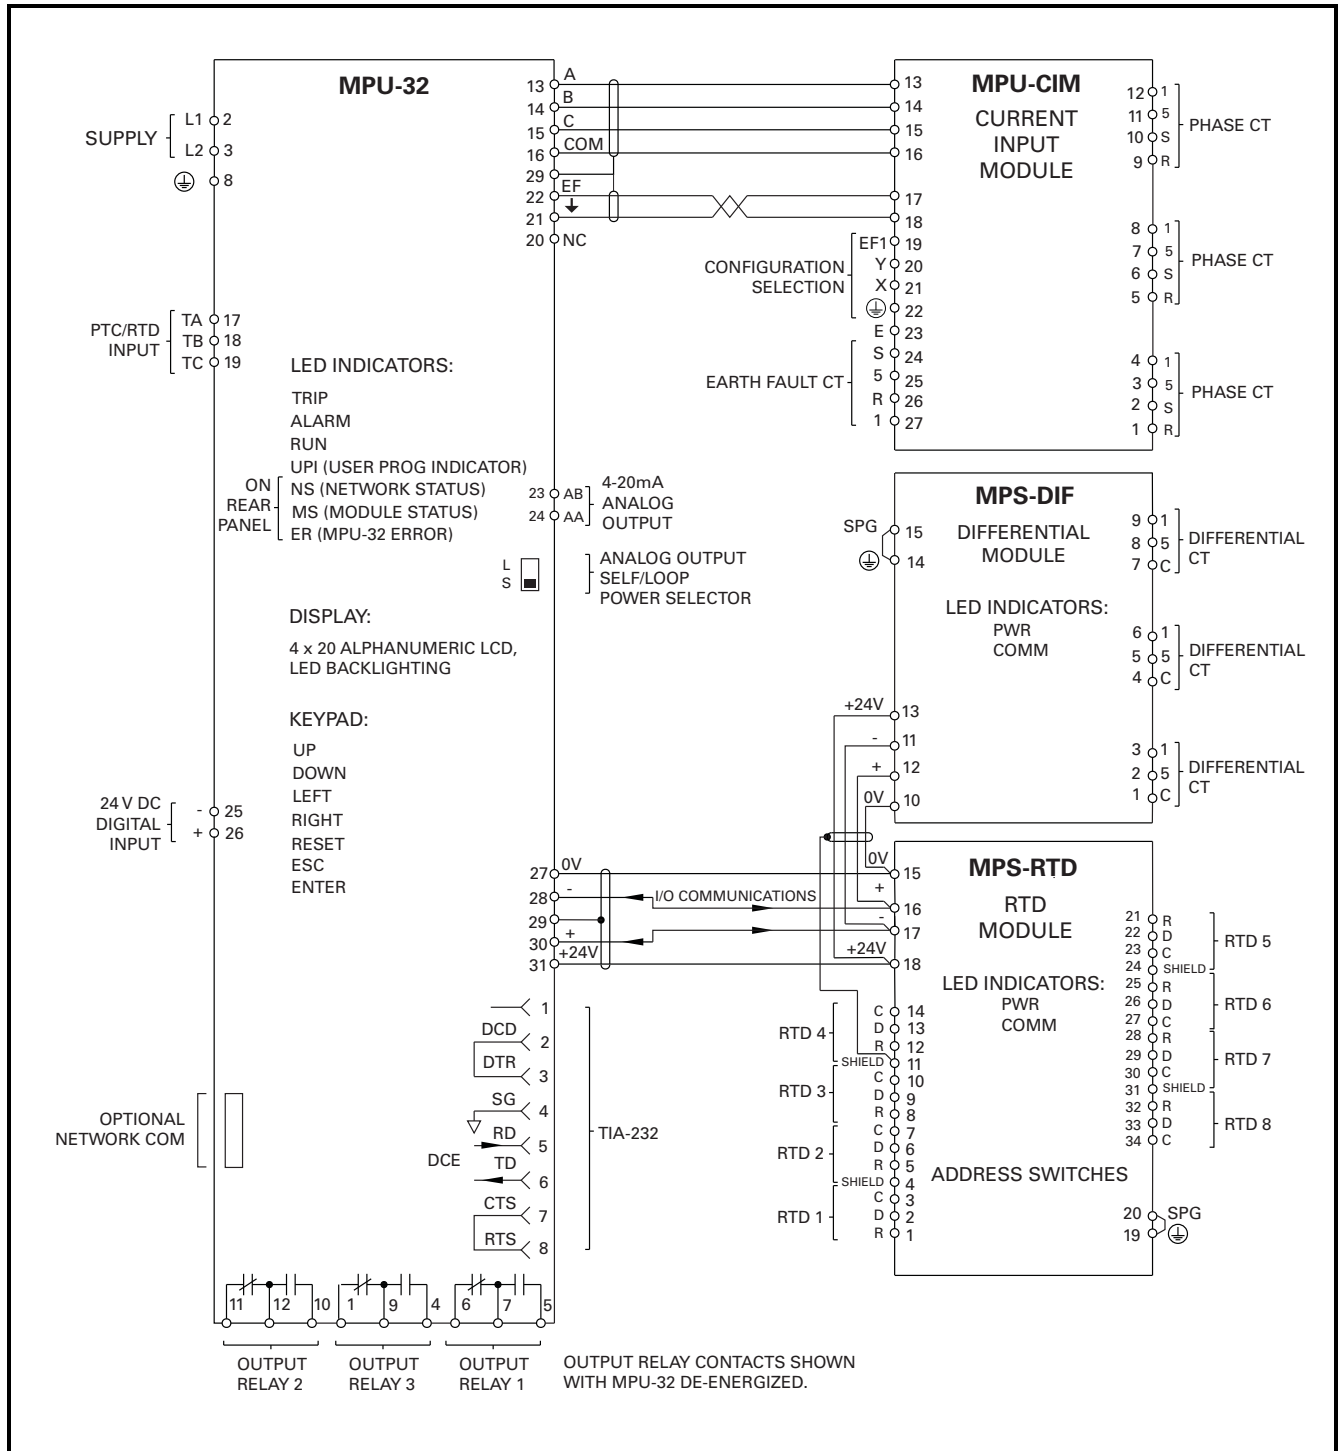 MPU-32
SUPPLY
L1 2
L2 3
8
PTC/RTD
INPUT
TA 17
TB 18
TC 19
LED INDICATORS:
TRIP
ALARM
RUN
UPI (USER PROG INDICATOR)
ON
REAR
PANEL
NS (NETWORK STATUS)
MS (MODULE STATUS)
ER (MPU-32 ERROR)
DISPLAY:
4 x 20 ALPHANUMERIC LCD,
LED BACKLIGHTING
KEYPAD:
UP
DOWN
LEFT
RIGHT
RESET
ESC
ENTER
24 V DC
DIGITAL
INPUT
- 25
+ 26
OPTIONAL
NETWORK COM
13 A
14 B
15 C
16 COM
29
22 EF
21
20 NC
23 AB
24 AA
4-20mA
ANALOG
OUTPUT
L
S
ANALOG OUTPUT
SELF/LOOP
POWER SELECTOR
27 0V
28 -
29
30 +
31 +24V
I/O COMMUNICATIONS
1
DCD 2
DTR 3
SG 4
RD 5
DCE
TD 6
CTS 7
RTS 8
TIA-232
11 12 10
1 9 4
6 7 5
OUTPUT
RELAY 2
OUTPUT
RELAY 3
OUTPUT
RELAY 1
OUTPUT RELAY CONTACTS SHOWN
WITH MPU-32 DE-ENERGIZED.
MPU-CIM
CURRENT
INPUT
MODULE
13
14
15
16
17
18
CONFIGURATION
SELECTION
EF1 19
Y 20
X 21
22
E 23
EARTH FAULT CT
S 24
5 25
R 26
1 27
12 1
11 5
10 S
9 R
PHASE CT
8 1
7 5
6 S
5 R
PHASE CT
4 1
3 5
2 S
1 R
PHASE CT
MPS-DIF
DIFFERENTIAL
MODULE
LED INDICATORS:
PWR
COMM
SPG 15
14
+24V 13
- 11
+ 12
0V 10
9 1
8 5
7 C
DIFFERENTIAL
CT
6 1
5 5
4 C
DIFFERENTIAL
CT
3 1
2 5
1 C
DIFFERENTIAL
CT
MPS-RTD
RTD
MODULE
LED INDICATORS:
PWR
COMM
ADDRESS SWITCHES
0V 15
+ 16
- 17
+24V 18
RTD 4
C 14
D 13
R 12
SHIELD 11
RTD 3
C 10
D 9
R 8
RTD 2
C 7
D 6
R 5
SHIELD 4
RTD 1
C 3
D 2
R 1
21 R
22 D
23 C
24 SHIELD
RTD 5
25 R
26 D
27 C
RTD 6
28 R
29 D
30 C
31 SHIELD
RTD 7
32 R
33 D
34 C
RTD 8
20 SPG
19